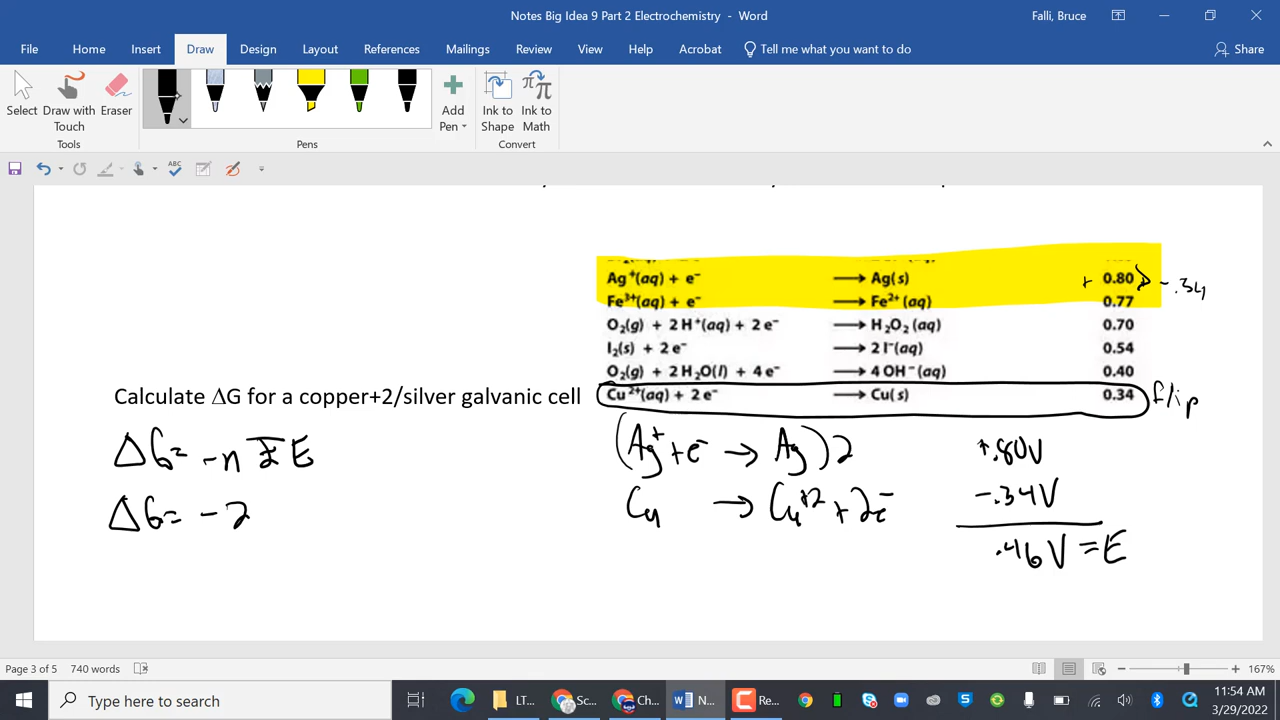 Notes Big Idea 9 Part 2 Electrochemistry - Word
Falli, Bruce
File Home Insert Draw Design Layout References Mailings Review View Help Acrobat Tell me what you want to do Share
Select Draw with Touch Eraser Add Pen Ink to Shape Ink to Math
Tools Pens Convert
ABC
Ag⁺(aq) + e⁻ ⟶ Ag(s) + 0.80 > -.34
Fe³⁺(aq) + e⁻ ⟶ Fe²⁺(aq) 0.77
O₂(g) + 2 H⁺(aq) + 2 e⁻ ⟶ H₂O₂(aq) 0.70
I₂(s) + 2 e⁻ ⟶ 2 I⁻(aq) 0.54
O₂(g) + 2 H₂O(l) + 4 e⁻ ⟶ 4 OH⁻(aq) 0.40
Calculate ΔG for a copper+2/silver galvanic cell
Cu²⁺(aq) + 2 e⁻ ⟶ Cu(s) 0.34 flip
ΔG = -nFE
(Ag⁺ + e⁻ → Ag)2 +.80V
ΔG = -2
Cu → Cu⁺² + 2e⁻ -.34V
.46V = E
Page 3 of 5 740 words 167%
Type here to search LT... Sc... Ch... N... Re... 11:54 AM
3/29/2022